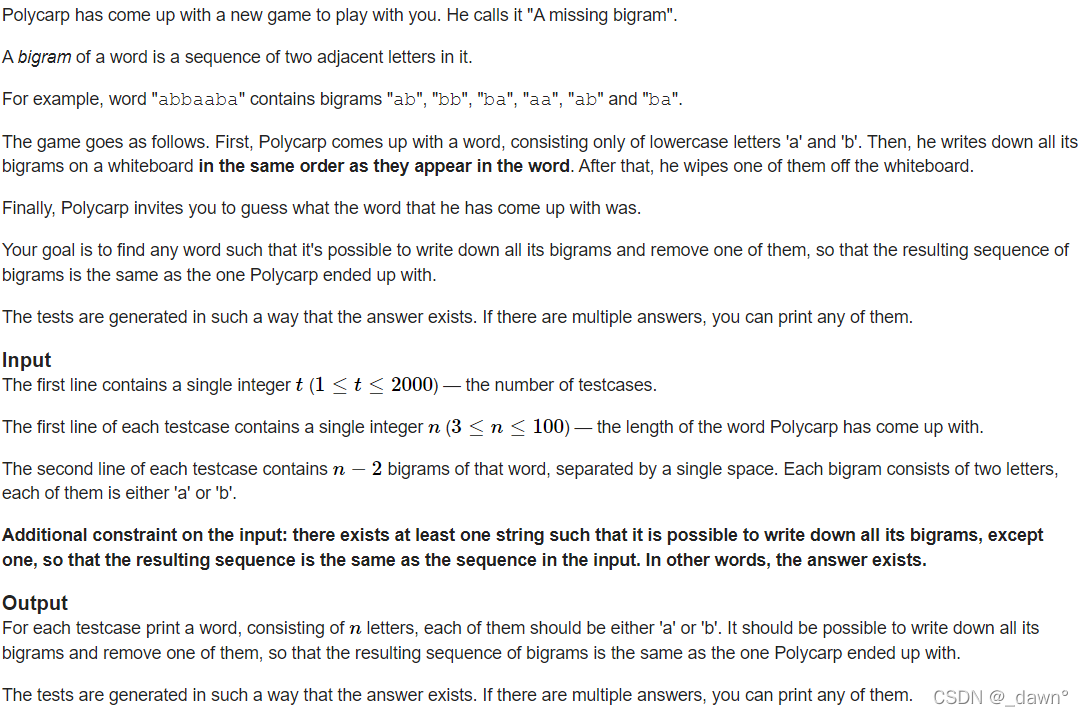 Polycarp has come up with a new game to play with you. He calls it "A missing bigram".
A bigram of a word is a sequence of two adjacent letters in it.
For example, word "abbaaba" contains bigrams "ab", "bb", "ba", "aa", "ab" and "ba".
The game goes as follows. First, Polycarp comes up with a word, consisting only of lowercase letters 'a' and 'b'. Then, he writes down all its
bigrams on a whiteboard in the same order as they appear in the word. After that, he wipes one of them off the whiteboard.
Finally, Polycarp invites you to guess what the word that he has come up with was.
Your goal is to find any word such that it's possible to write down all its bigrams and remove one of them, so that the resulting sequence of
bigrams is the same as the one Polycarp ended up with.
The tests are generated in such a way that the answer exists. If there are multiple answers, you can print any of them.
Input
The first line contains a single integer t (1 ≤ t ≤ 2000) — the number of testcases.
The first line of each testcase contains a single integer n (3 ≤ n ≤ 100) — the length of the word Polycarp has come up with.
The second line of each testcase contains n − 2 bigrams of that word, separated by a single space. Each bigram consists of two letters,
each of them is either 'a' or 'b'.
Additional constraint on the input: there exists at least one string such that it is possible to write down all its bigrams, except
one, so that the resulting sequence is the same as the sequence in the input. In other words, the answer exists.
Output
For each testcase print a word, consisting of n letters, each of them should be either 'a' or 'b'. It should be possible to write down all its
bigrams and remove one of them, so that the resulting sequence of bigrams is the same as the one Polycarp ended up with.
The tests are generated in such a way that the answer exists. If there are multiple answers, you can print any of them.
CSDN @_dawn°